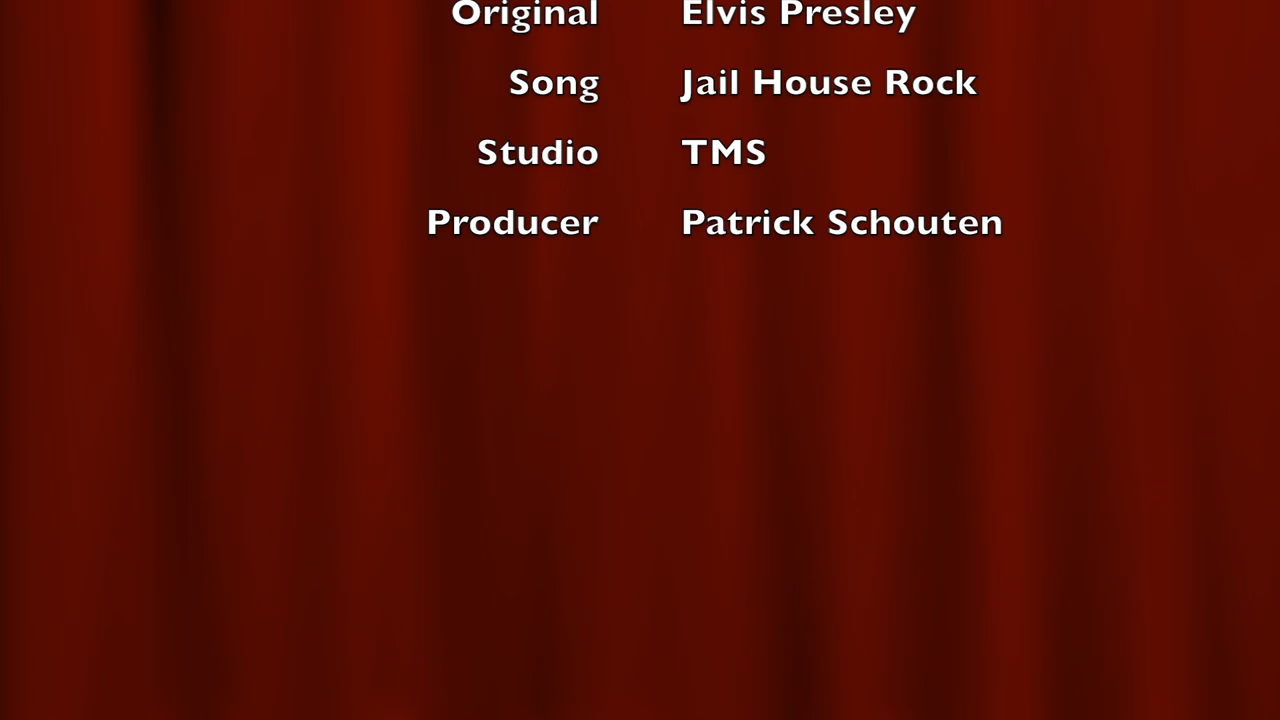 Original Elvis Presley
Song Jail House Rock
Studio TMS
Producer Patrick Schouten